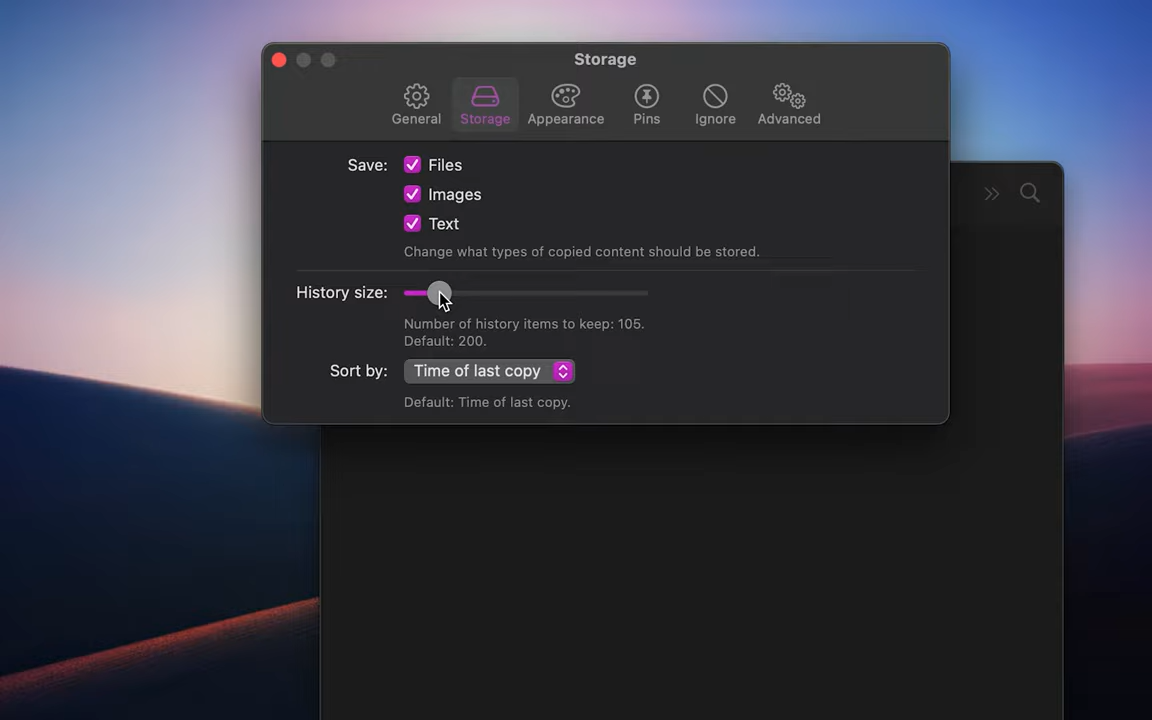 Storage
General Storage Appearance Pins Ignore Advanced
Save: Files
Images
Text
Change what types of copied content should be stored.
History size:
Number of history items to keep: 105.
Default: 200.
Sort by: Time of last copy
Default: Time of last copy.